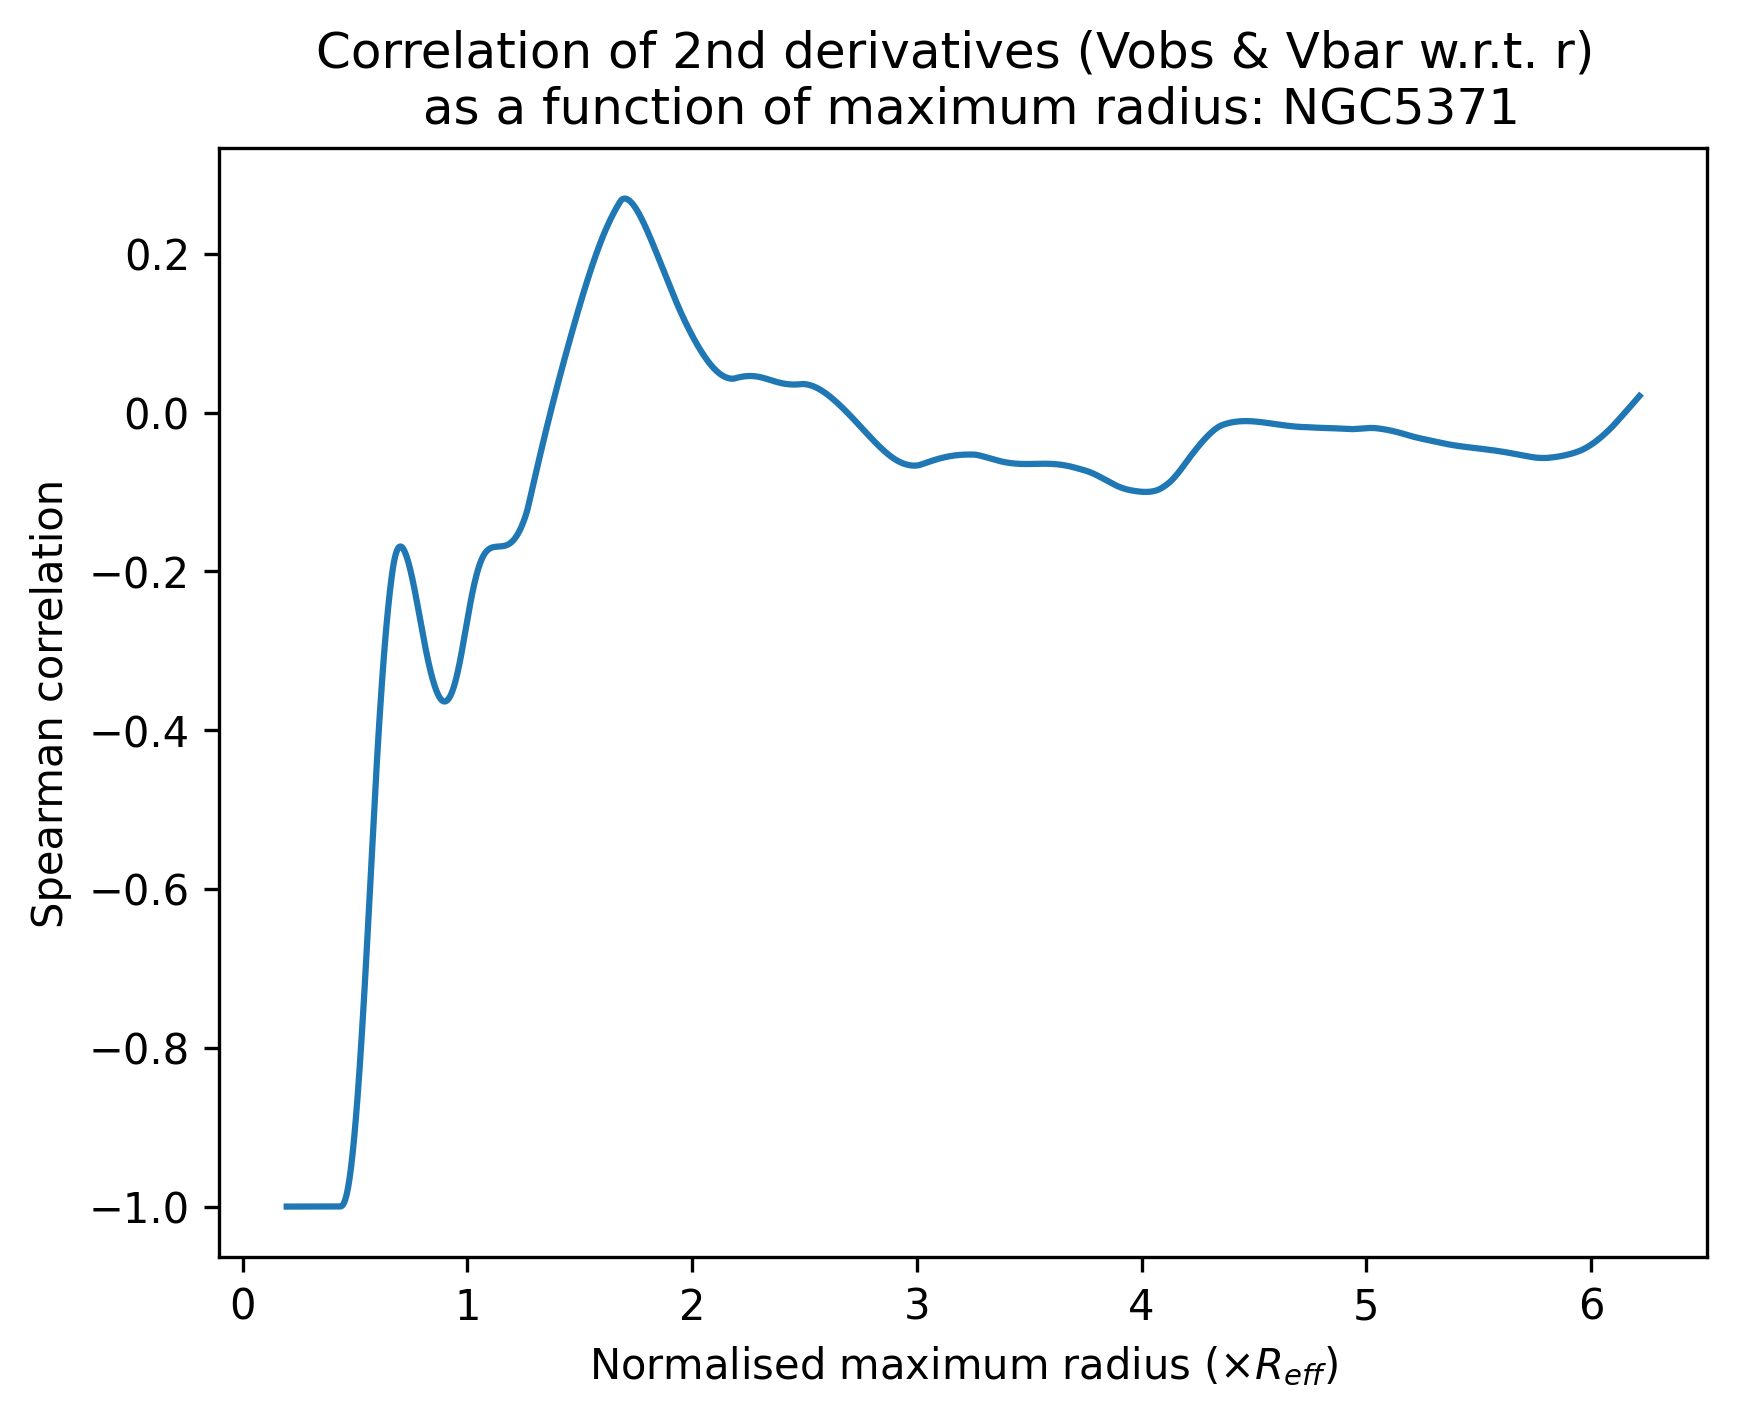 Correlation of 2nd derivatives (Vobs & Vbar w.r.t. r)
as a function of maximum radius: NGC5371
Spearman correlation
0.2
0.0
−0.2
−0.4
−0.6
−0.8
−1.0
0 1 2 3 4 5 6
Normalised maximum radius (×R_eff)